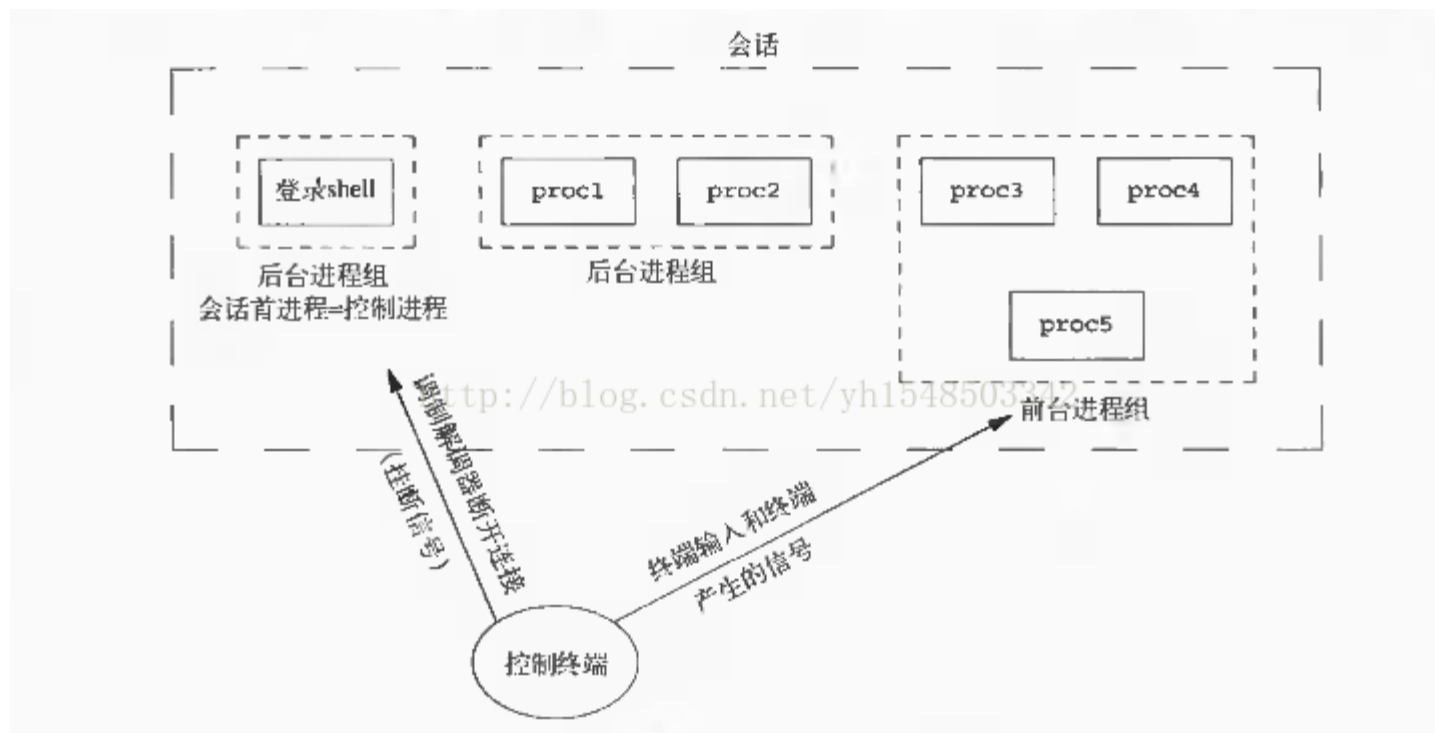 会话
登录shell
proc1
proc2
proc3
proc4
后台进程组
会话首进程=控制进程
后台进程组
proc5
http://blog.csdn.net/yh1548503342
前台进程组
调制解调器断开连接
(挂断信号)
终端输入和终端
产生的信号
控制终端